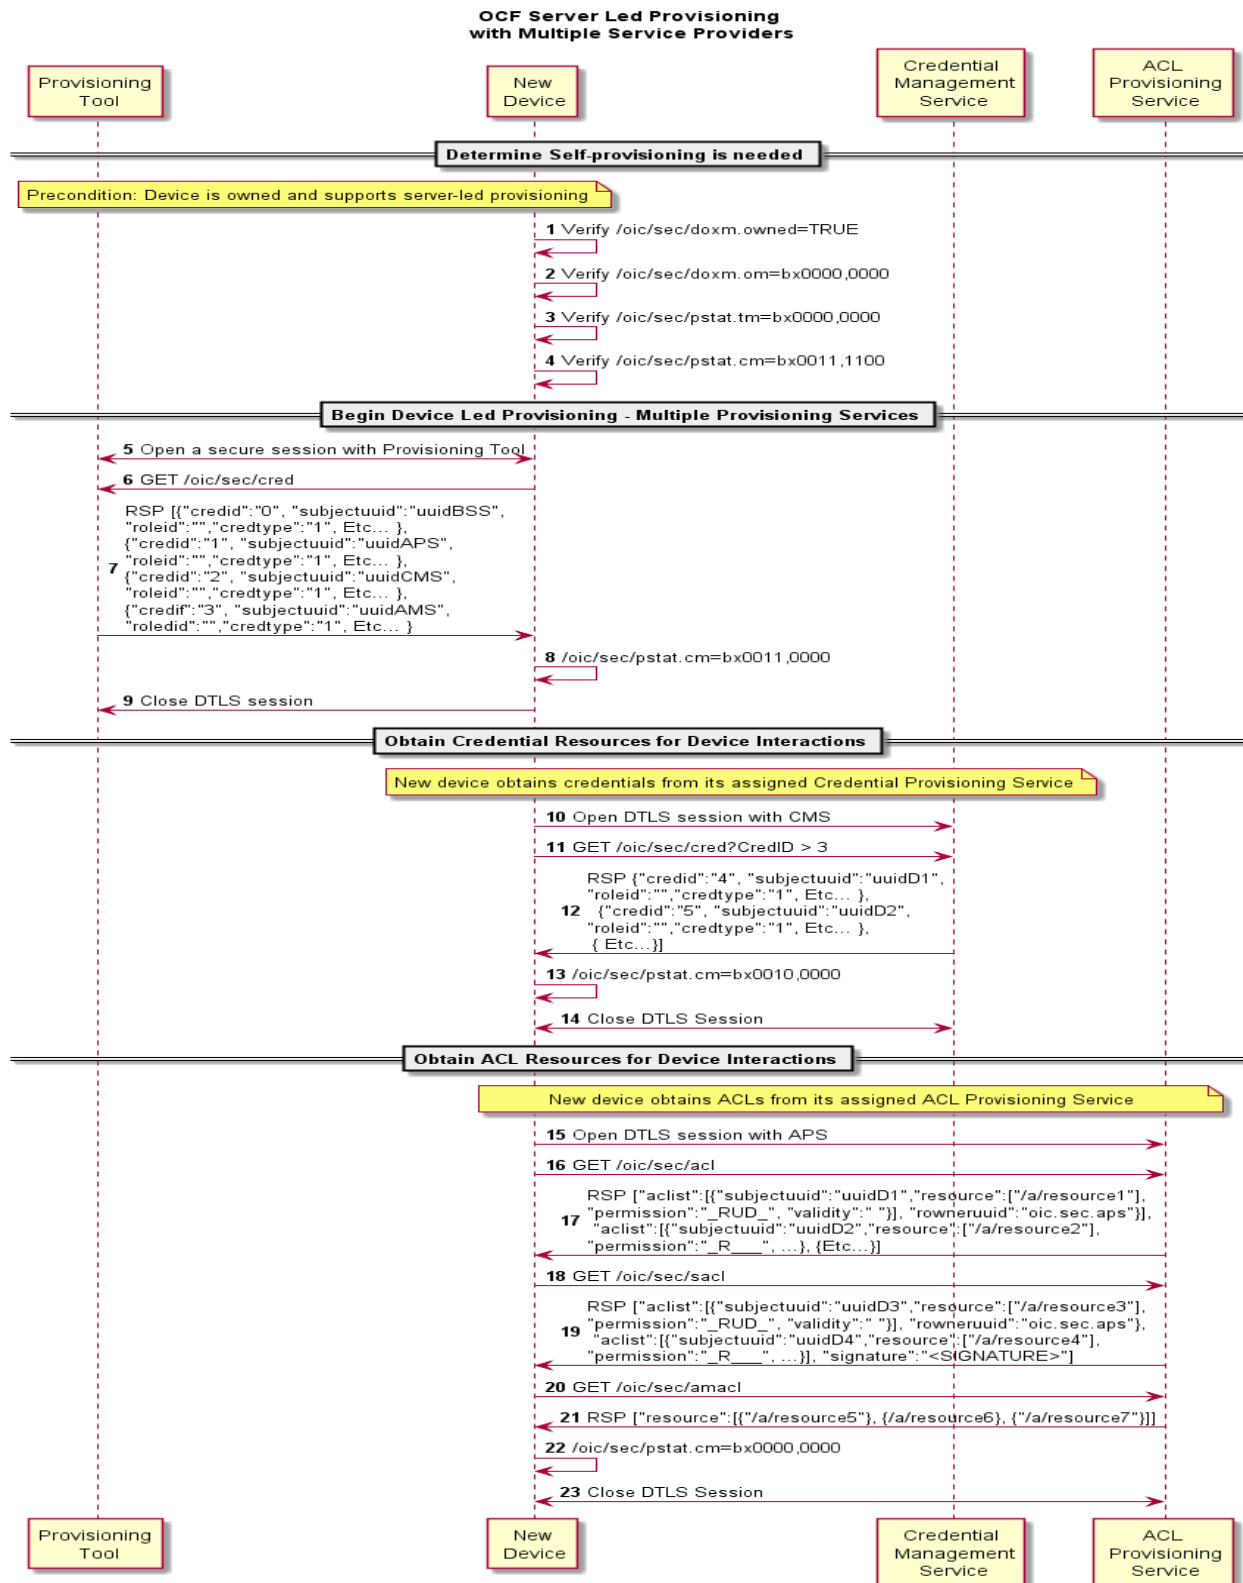 OCF Server Led Provisioning
with Multiple Service Providers
Provisioning
Tool
New
Device
Credential
Management
Service
ACL
Provisioning
Service
Determine Self-provisioning is needed
Precondition: Device is owned and supports server-led provisioning
1 Verify /oic/sec/doxm.owned=TRUE
2 Verify /oic/sec/doxm.om=bx0000,0000
3 Verify /oic/sec/pstat.tm=bx0000,0000
4 Verify /oic/sec/pstat.cm=bx0011,1100
Begin Device Led Provisioning - Multiple Provisioning Services
5 Open a secure session with Provisioning Tool
6 GET /oic/sec/cred
RSP [{"credid":"0", "subjectuuid":"uuidBSS",
"roleid":"","credtype":"1", Etc... },
{"credid":"1", "subjectuuid":"uuidAPS",
"roleid":"","credtype":"1", Etc... },
7 {"credid":"2", "subjectuuid":"uuidCMS",
"roleid":"","credtype":"1", Etc... },
{"credif":"3", "subjectuuid":"uuidAMS",
"roledid":"","credtype":"1", Etc... }
8 /oic/sec/pstat.cm=bx0011,0000
9 Close DTLS session
Obtain Credential Resources for Device Interactions
New device obtains credentials from its assigned Credential Provisioning Service
10 Open DTLS session with CMS
11 GET /oic/sec/cred?CredID > 3
RSP {"credid":"4", "subjectuuid":"uuidD1",
"roleid":"","credtype":"1", Etc... },
12 {"credid":"5", "subjectuuid":"uuidD2",
"roleid":"","credtype":"1", Etc... },
{ Etc...}]
13 /oic/sec/pstat.cm=bx0010,0000
14 Close DTLS Session
Obtain ACL Resources for Device Interactions
New device obtains ACLs from its assigned ACL Provisioning Service
15 Open DTLS session with APS
16 GET /oic/sec/acl
RSP ["aclist":[{"subjectuuid":"uuidD1","resource":["/a/resource1"],
"permission":"_RUD_", "validity":" "}], "rowneruuid":"oic.sec.aps"}],
17 "aclist":[{"subjectuuid":"uuidD2","resource":["/a/resource2"],
"permission":"_R___", ...}, {Etc...}]
18 GET /oic/sec/sacl
RSP ["aclist":[{"subjectuuid":"uuidD3","resource":["/a/resource3"],
"permission":"_RUD_", "validity":" "}], "rowneruuid":"oic.sec.aps"},
19 "aclist":[{"subjectuuid":"uuidD4","resource":["/a/resource4"],
"permission":"_R___", ...}], "signature":"<SIGNATURE>"]
20 GET /oic/sec/amacl
21 RSP ["resource":[{"/a/resource5"}, {/a/resource6}, {"/a/resource7"}]]
22 /oic/sec/pstat.cm=bx0000,0000
23 Close DTLS Session
Provisioning
Tool
New
Device
Credential
Management
Service
ACL
Provisioning
Service